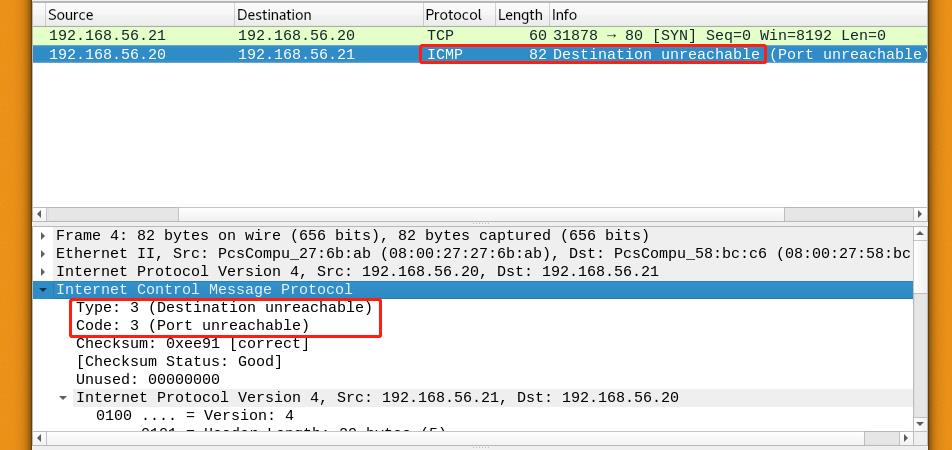 Source Destination Protocol Length Info
192.168.56.21 192.168.56.20 TCP 60 31878 → 80 [SYN] Seq=0 Win=8192 Len=0
192.168.56.20 192.168.56.21 ICMP 82 Destination unreachable (Port unreachable)
Frame 4: 82 bytes on wire (656 bits), 82 bytes captured (656 bits)
Ethernet II, Src: PcsCompu_27:6b:ab (08:00:27:27:6b:ab), Dst: PcsCompu_58:bc:c6 (08:00:27:58:bc
Internet Protocol Version 4, Src: 192.168.56.20, Dst: 192.168.56.21
Internet Control Message Protocol
Type: 3 (Destination unreachable)
Code: 3 (Port unreachable)
Checksum: 0xee91 [correct]
[Checksum Status: Good]
Unused: 00000000
Internet Protocol Version 4, Src: 192.168.56.21, Dst: 192.168.56.20
0100 .... = Version: 4